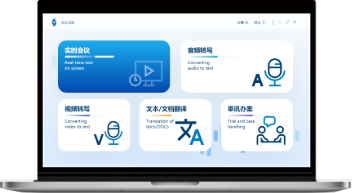 实时会议
Real time text
on screen
音频转写
Converting
audio to text
A
视频转写
Converting
video to text
V
文本/文档翻译
Translation of
texts/DOCs
文A
审讯办案
Trial and case
handling